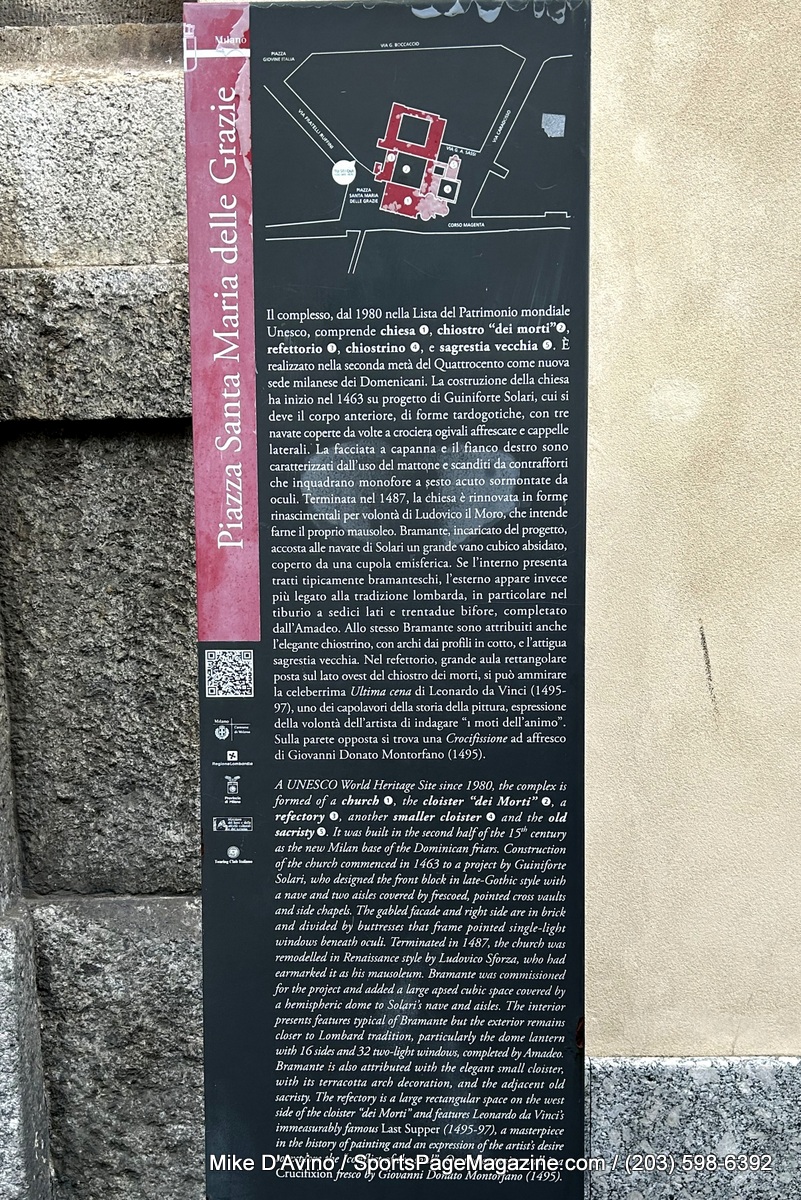 Milano
Piazza Santa Maria delle Grazie
VIA G. BOCCACCIO
PIAZZA
GIOVINE ITALIA
VIA FRATELLI RUFFINI
VIA CARADOSSO
VIA G. A. SASSI
PIAZZA
SANTA MARIA
DELLE GRAZIE
CORSO MAGENTA
Il complesso, dal 1980 nella Lista del Patrimonio mondiale
Unesco, comprende chiesa ❶, chiostro “dei morti”❷,
refettorio ❸, chiostrino ❹, e sagrestia vecchia ❺. È
realizzato nella seconda metà del Quattrocento come nuova
sede milanese dei Domenicani. La costruzione della chiesa
ha inizio nel 1463 su progetto di Guiniforte Solari, cui si
deve il corpo anteriore, di forme tardogotiche, con tre
navate coperte da volte a crociera ogivali affrescate e cappelle
laterali. La facciata a capanna e il fianco destro sono
caratterizzati dall’uso del mattone e scanditi da contrafforti
che inquadrano monofore a sesto acuto sormontate da
oculi. Terminata nel 1487, la chiesa è rinnovata in forme
rinascimentali per volontà di Ludovico il Moro, che intende
farne il proprio mausoleo. Bramante, incaricato del progetto,
accosta alle navate di Solari un grande vano cubico absidato,
coperto da una cupola emisferica. Se l’interno presenta
tratti tipicamente bramanteschi, l’esterno appare invece
più legato alla tradizione lombarda, in particolare nel
tiburio a sedici lati e trentadue bifore, completato
dall’Amadeo. Allo stesso Bramante sono attribuiti anche
l’elegante chiostrino, con archi dai profili in cotto, e l’attigua
sagrestia vecchia. Nel refettorio, grande aula rettangolare
posta sul lato ovest del chiostro dei morti, si può ammirare
la celeberrima Ultima cena di Leonardo da Vinci (1495-
97), uno dei capolavori della storia della pittura, espressione
della volontà dell’artista di indagare “i moti dell’animo”.
Sulla parete opposta si trova una Crocifissione ad affresco
di Giovanni Donato Montorfano (1495).
A UNESCO World Heritage Site since 1980, the complex is
formed of a church ❶, the cloister “dei Morti” ❷, a
refectory ❸, another smaller cloister ❹ and the old
sacristy ❺. It was built in the second half of the 15th century
as the new Milan base of the Dominican friars. Construction
of the church commenced in 1463 to a project by Guiniforte
Solari, who designed the front block in late-Gothic style with
a nave and two aisles covered by frescoed, pointed cross vaults
and side chapels. The gabled facade and right side are in brick
and divided by buttresses that frame pointed single-light
windows beneath oculi. Terminated in 1487, the church was
remodelled in Renaissance style by Ludovico Sforza, who had
earmarked it as his mausoleum. Bramante was commissioned
for the project and added a large apsed cubic space covered by
a hemispheric dome to Solari’s nave and aisles. The interior
presents features typical of Bramante but the exterior remains
closer to Lombard tradition, particularly the dome lantern
with 16 sides and 32 two-light windows, completed by Amadeo.
Bramante is also attributed with the elegant small cloister,
with its terracotta arch decoration, and the adjacent old
sacristy. The refectory is a large rectangular space on the west
side of the cloister “dei Morti” and features Leonardo da Vinci’s
immeasurably famous Last Supper (1495-97), a masterpiece
in the history of painting and an expression of the artist’s desire
Crucifixion fresco by Giovanni Donato Montorfano (1495).
Milano
Comune
di Milano
RegioneLombardia
Provincia
di Milano
Touring Club Italiano
Mike D'Avino / SportsPageMagazine.com / (203) 598-6392